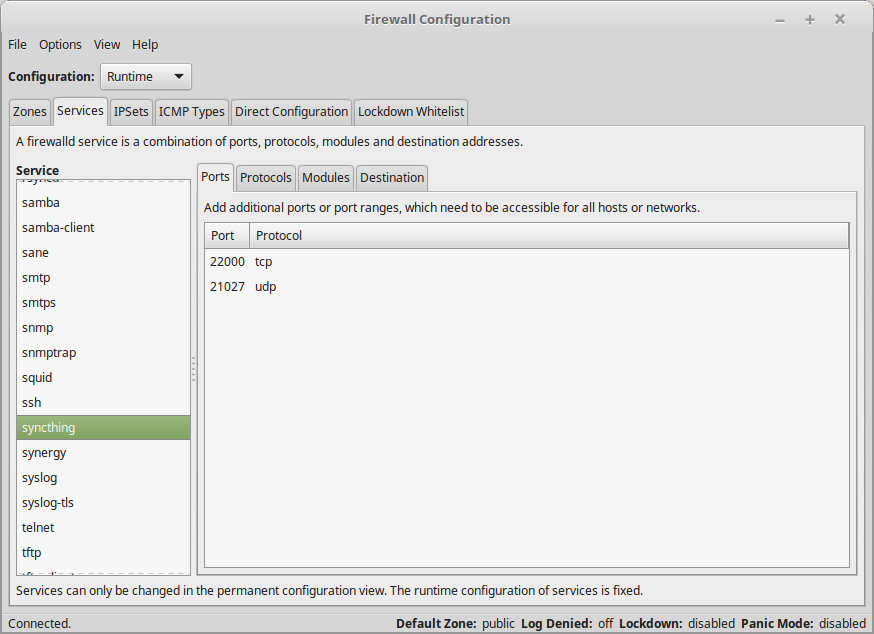 Firewall Configuration
File Options View Help
Configuration: Runtime
Zones Services IPSets ICMP Types Direct Configuration Lockdown Whitelist
A firewalld service is a combination of ports, protocols, modules and destination addresses.
Service
Ports Protocols Modules Destination
samba
samba-client
sane
smtp
smtps
snmp
snmptrap
squid
ssh
syncthing
synergy
syslog
syslog-tls
telnet
tftp
Add additional ports or port ranges, which need to be accessible for all hosts or networks.
Port Protocol
22000 tcp
21027 udp
Services can only be changed in the permanent configuration view. The runtime configuration of services is fixed.
Connected. Default Zone: public Log Denied: off Lockdown: disabled Panic Mode: disabled